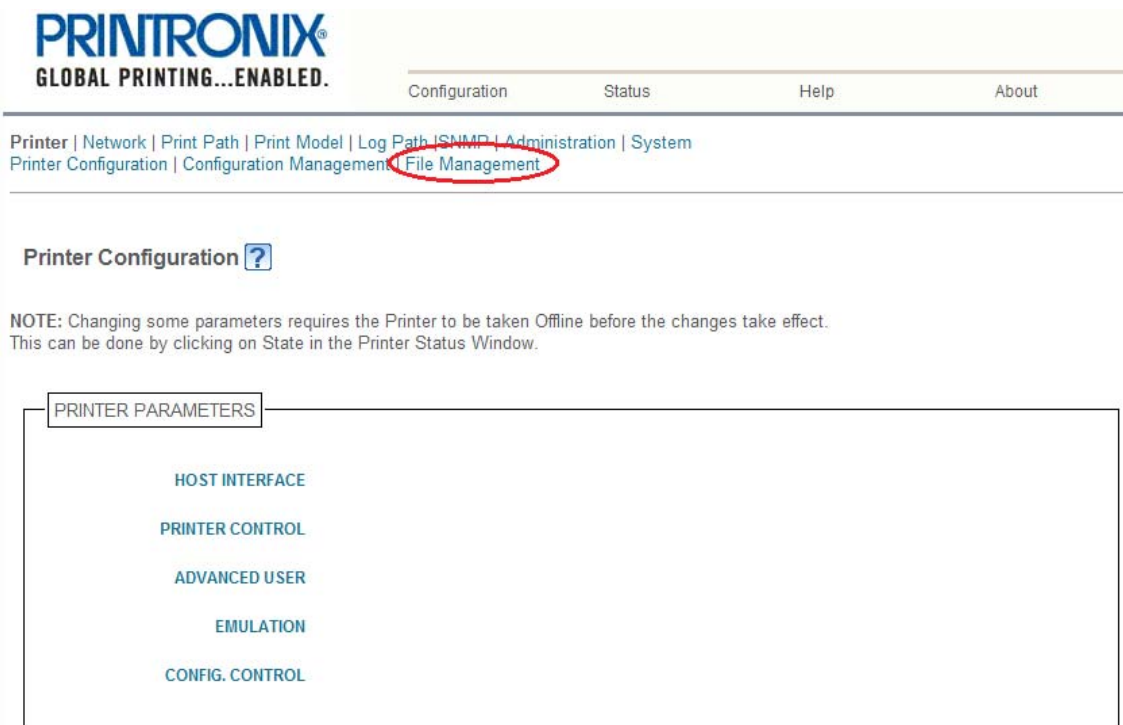 PRINTRONIX®
GLOBAL PRINTING...ENABLED.
Configuration Status Help About
Printer | Network | Print Path | Print Model | Log Path |SNMP | Administration | System
Printer Configuration | Configuration Management | File Management
Printer Configuration ?
NOTE: Changing some parameters requires the Printer to be taken Offline before the changes take effect.
This can be done by clicking on State in the Printer Status Window.
PRINTER PARAMETERS
HOST INTERFACE
PRINTER CONTROL
ADVANCED USER
EMULATION
CONFIG. CONTROL